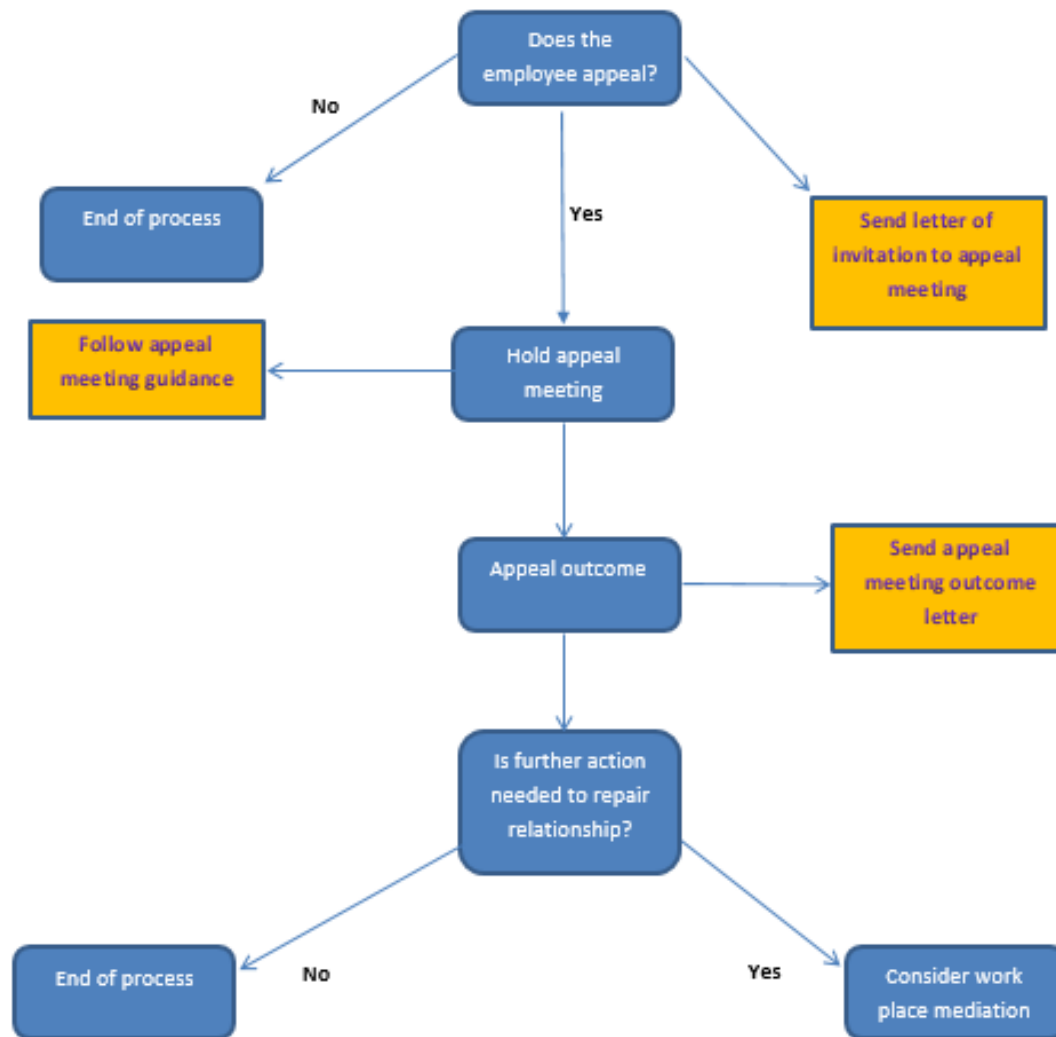 Does the
employee appeal?
No
End of process
Yes
Send letter of
invitation to appeal
meeting
Follow appeal
meeting guidance
Hold appeal
meeting
Appeal outcome
Send appeal
meeting outcome
letter
Is further action
needed to repair
relationship?
End of process
No
Yes
Consider work
place mediation